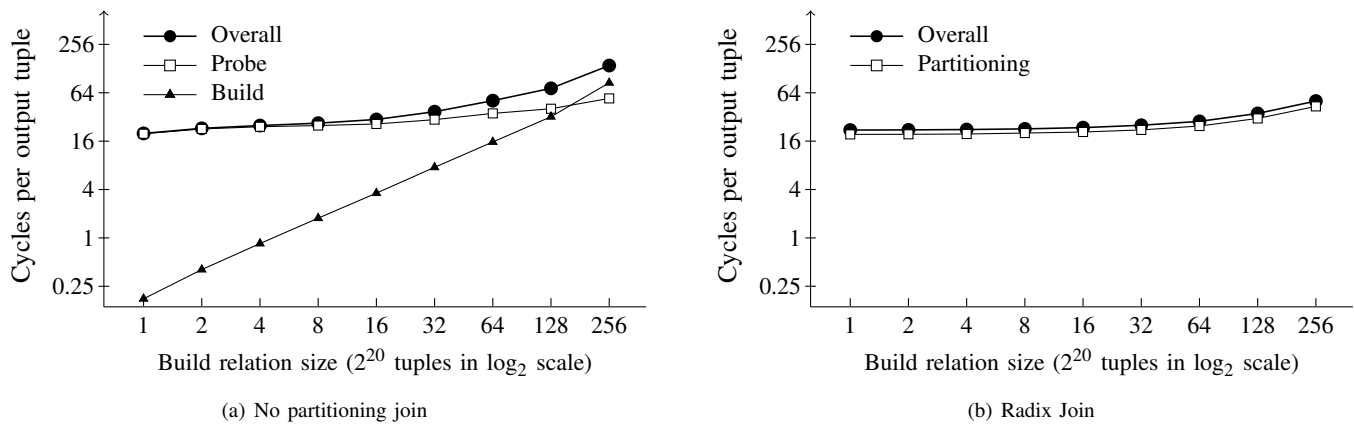 Cycles per output tuple
256
64
16
4
1
0.25
Overall
Probe
Build
1 2 4 8 16 32 64 128 256
Build relation size (2^20 tuples in log_2 scale)
(a) No partitioning join
Cycles per output tuple
256
64
16
4
1
0.25
Overall
Partitioning
1 2 4 8 16 32 64 128 256
Build relation size (2^20 tuples in log_2 scale)
(b) Radix Join